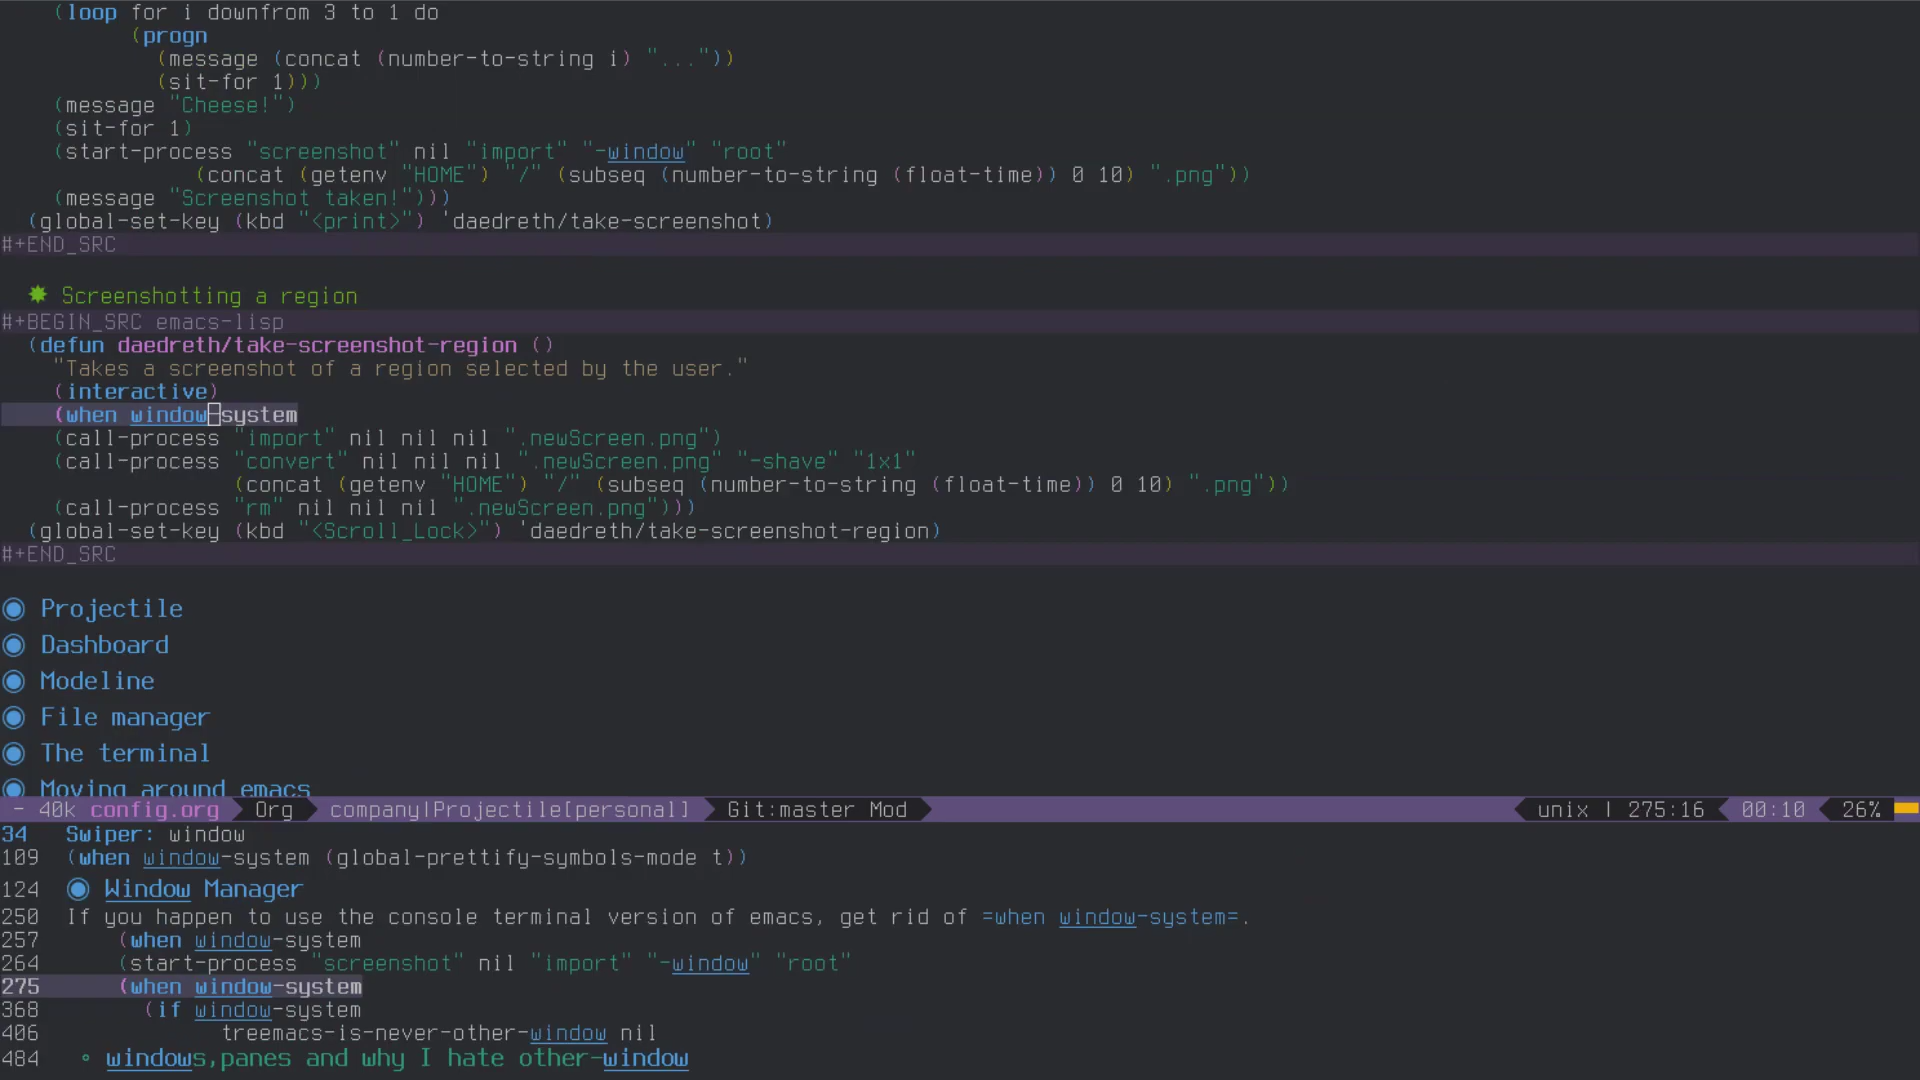 (loop for i downfrom 3 to 1 do
(progn
(message (concat (number-to-string i) "..."))
(sit-for 1)))
(message "Cheese!")
(sit-for 1)
(start-process "screenshot" nil "import" "-window" "root"
(concat (getenv "HOME") "/" (subseq (number-to-string (float-time)) 0 10) ".png"))
(message "Screenshot taken!")))
(global-set-key (kbd "<print>") 'daedreth/take-screenshot)
#+END_SRC
Screenshotting a region
#+BEGIN_SRC emacs-lisp
(defun daedreth/take-screenshot-region ()
"Takes a screenshot of a region selected by the user."
(interactive)
(when window-system
(call-process "import" nil nil nil ".newScreen.png")
(call-process "convert" nil nil nil ".newScreen.png" "-shave" "1x1"
(concat (getenv "HOME") "/" (subseq (number-to-string (float-time)) 0 10) ".png"))
(call-process "rm" nil nil nil ".newScreen.png")))
(global-set-key (kbd "<Scroll_Lock>") 'daedreth/take-screenshot-region)
#+END_SRC
Projectile
Dashboard
Modeline
File manager
The terminal
Moving around emacs
- 40k config.org Org company|Projectile[personal] Git:master Mod unix | 275:16 00:10 26%
34 Swiper: window
109 (when window-system (global-prettify-symbols-mode t))
124 Window Manager
250 If you happen to use the console terminal version of emacs, get rid of =when window-system=.
257 (when window-system
264 (start-process "screenshot" nil "import" "-window" "root"
275 (when window-system
368 (if window-system
406 treemacs-is-never-other-window nil
484 ∘ windows,panes and why I hate other-window